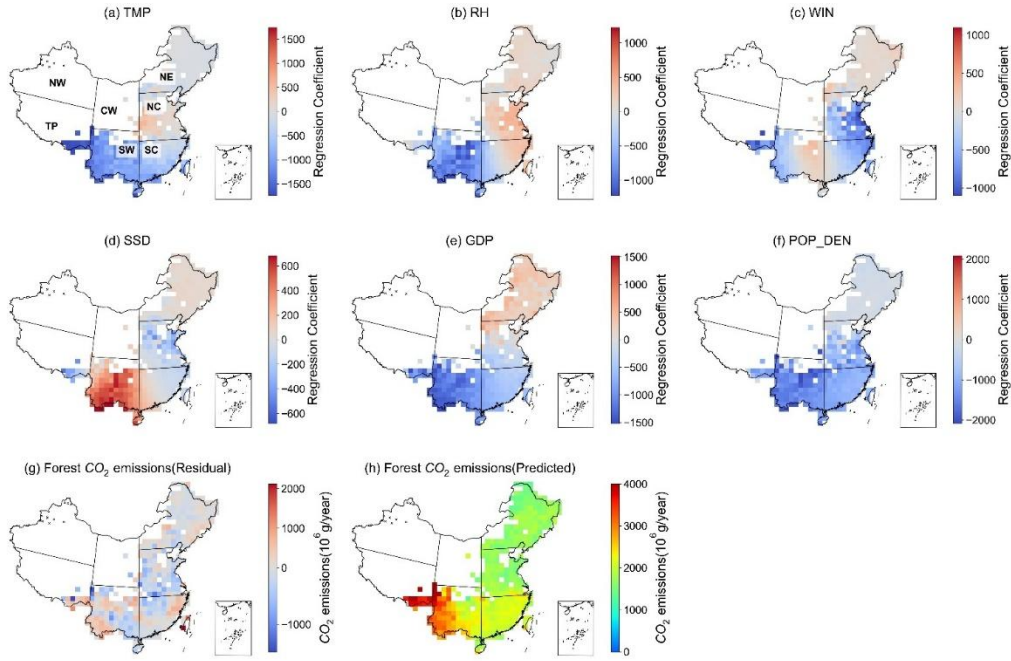 (a) TMP
NW
NE
CW
NC
TP
SW
SC
1500
1000
500
0
−500
−1000
−1500
Regression Coefficient
(b) RH
1000
500
0
−500
−1000
Regression Coefficient
(c) WIN
1000
500
0
−500
−1000
Regression Coefficient
(d) SSD
600
400
200
0
−200
−400
−600
Regression Coefficient
(e) GDP
1500
1000
500
0
−500
−1000
−1500
Regression Coefficient
(f) POP_DEN
2000
1000
0
−1000
−2000
Regression Coefficient
(g) Forest CO₂ emissions(Residual)
2000
1000
0
−1000
CO₂ emissions(10⁶ g/year)
(h) Forest CO₂ emissions(Predicted)
4000
3000
2000
1000
0
CO₂ emissions(10⁶ g/year)